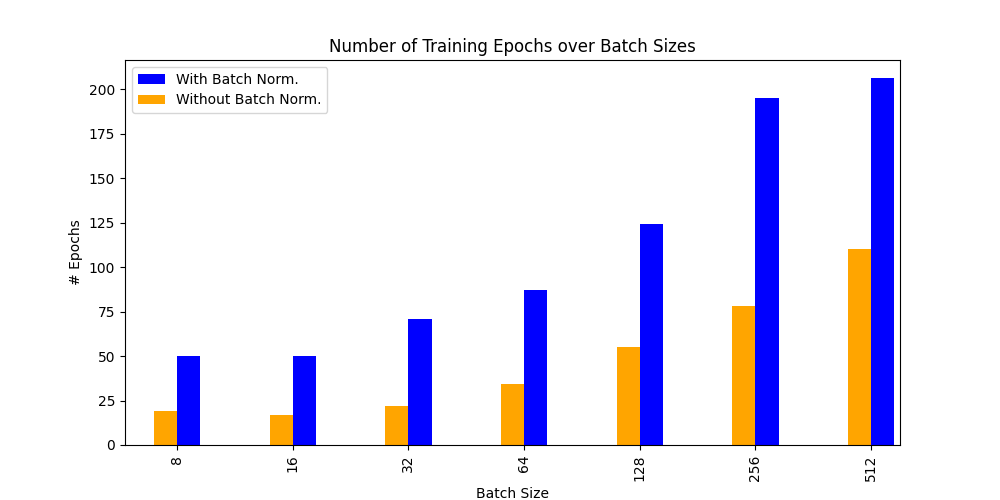 Number of Training Epochs over Batch Sizes
With Batch Norm.
Without Batch Norm.
200
175
150
125
100
75
50
25
0
# Epochs
8 16 32 64 128 256 512
Batch Size